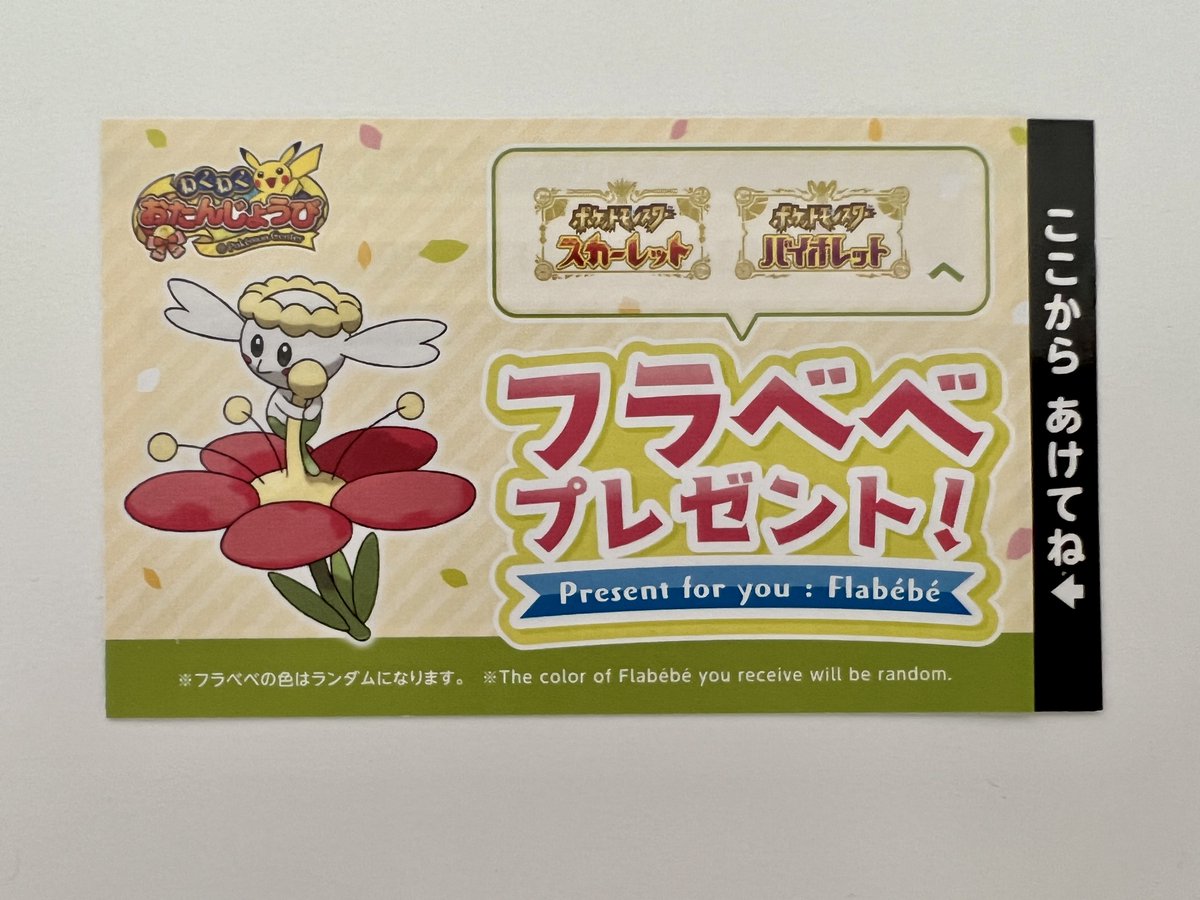 わくわく
おたんじょうび
@Pokémon Center
ポケットモンスター
スカーレット
ポケットモンスター
バイオレット
へ
フラベベ
プレゼント!
Present for you : Flabébé
※フラベベの色はランダムになります。 ※The color of Flabébé you receive will be random.
ここから あけてね←